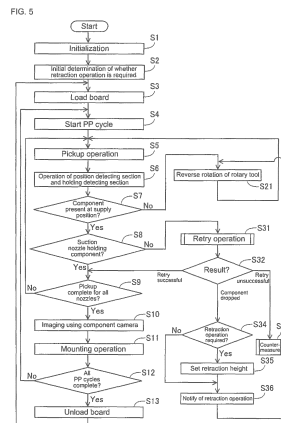 FIG. 5
Start
S1
Initialization
S2
Initial determination of whether
retraction operation is required
S3
Load board
S4
Start PP cycle
S5
Pickup operation
S6
Operation of position detecting section
and holding detecting section
Reverse rotation of rotary tool
S21
S7
Component
present at supply
position?
No
Yes
S8
Suction
nozzle holding
component?
No
Yes
S31
Retry operation
S32
Result?
Retry
successful
Retry
unsuccessful
Component
dropped
S9
Pickup
complete for all
nozzles?
No
Yes
S10
Imaging using component camera
S11
Mounting operation
S34
Retraction
operation
required?
No
Yes
Counter-
measure
S35
Set retraction height
S12
All
PP cycles
complete?
No
Yes
S36
Notify of retraction operation
S13
Unload board